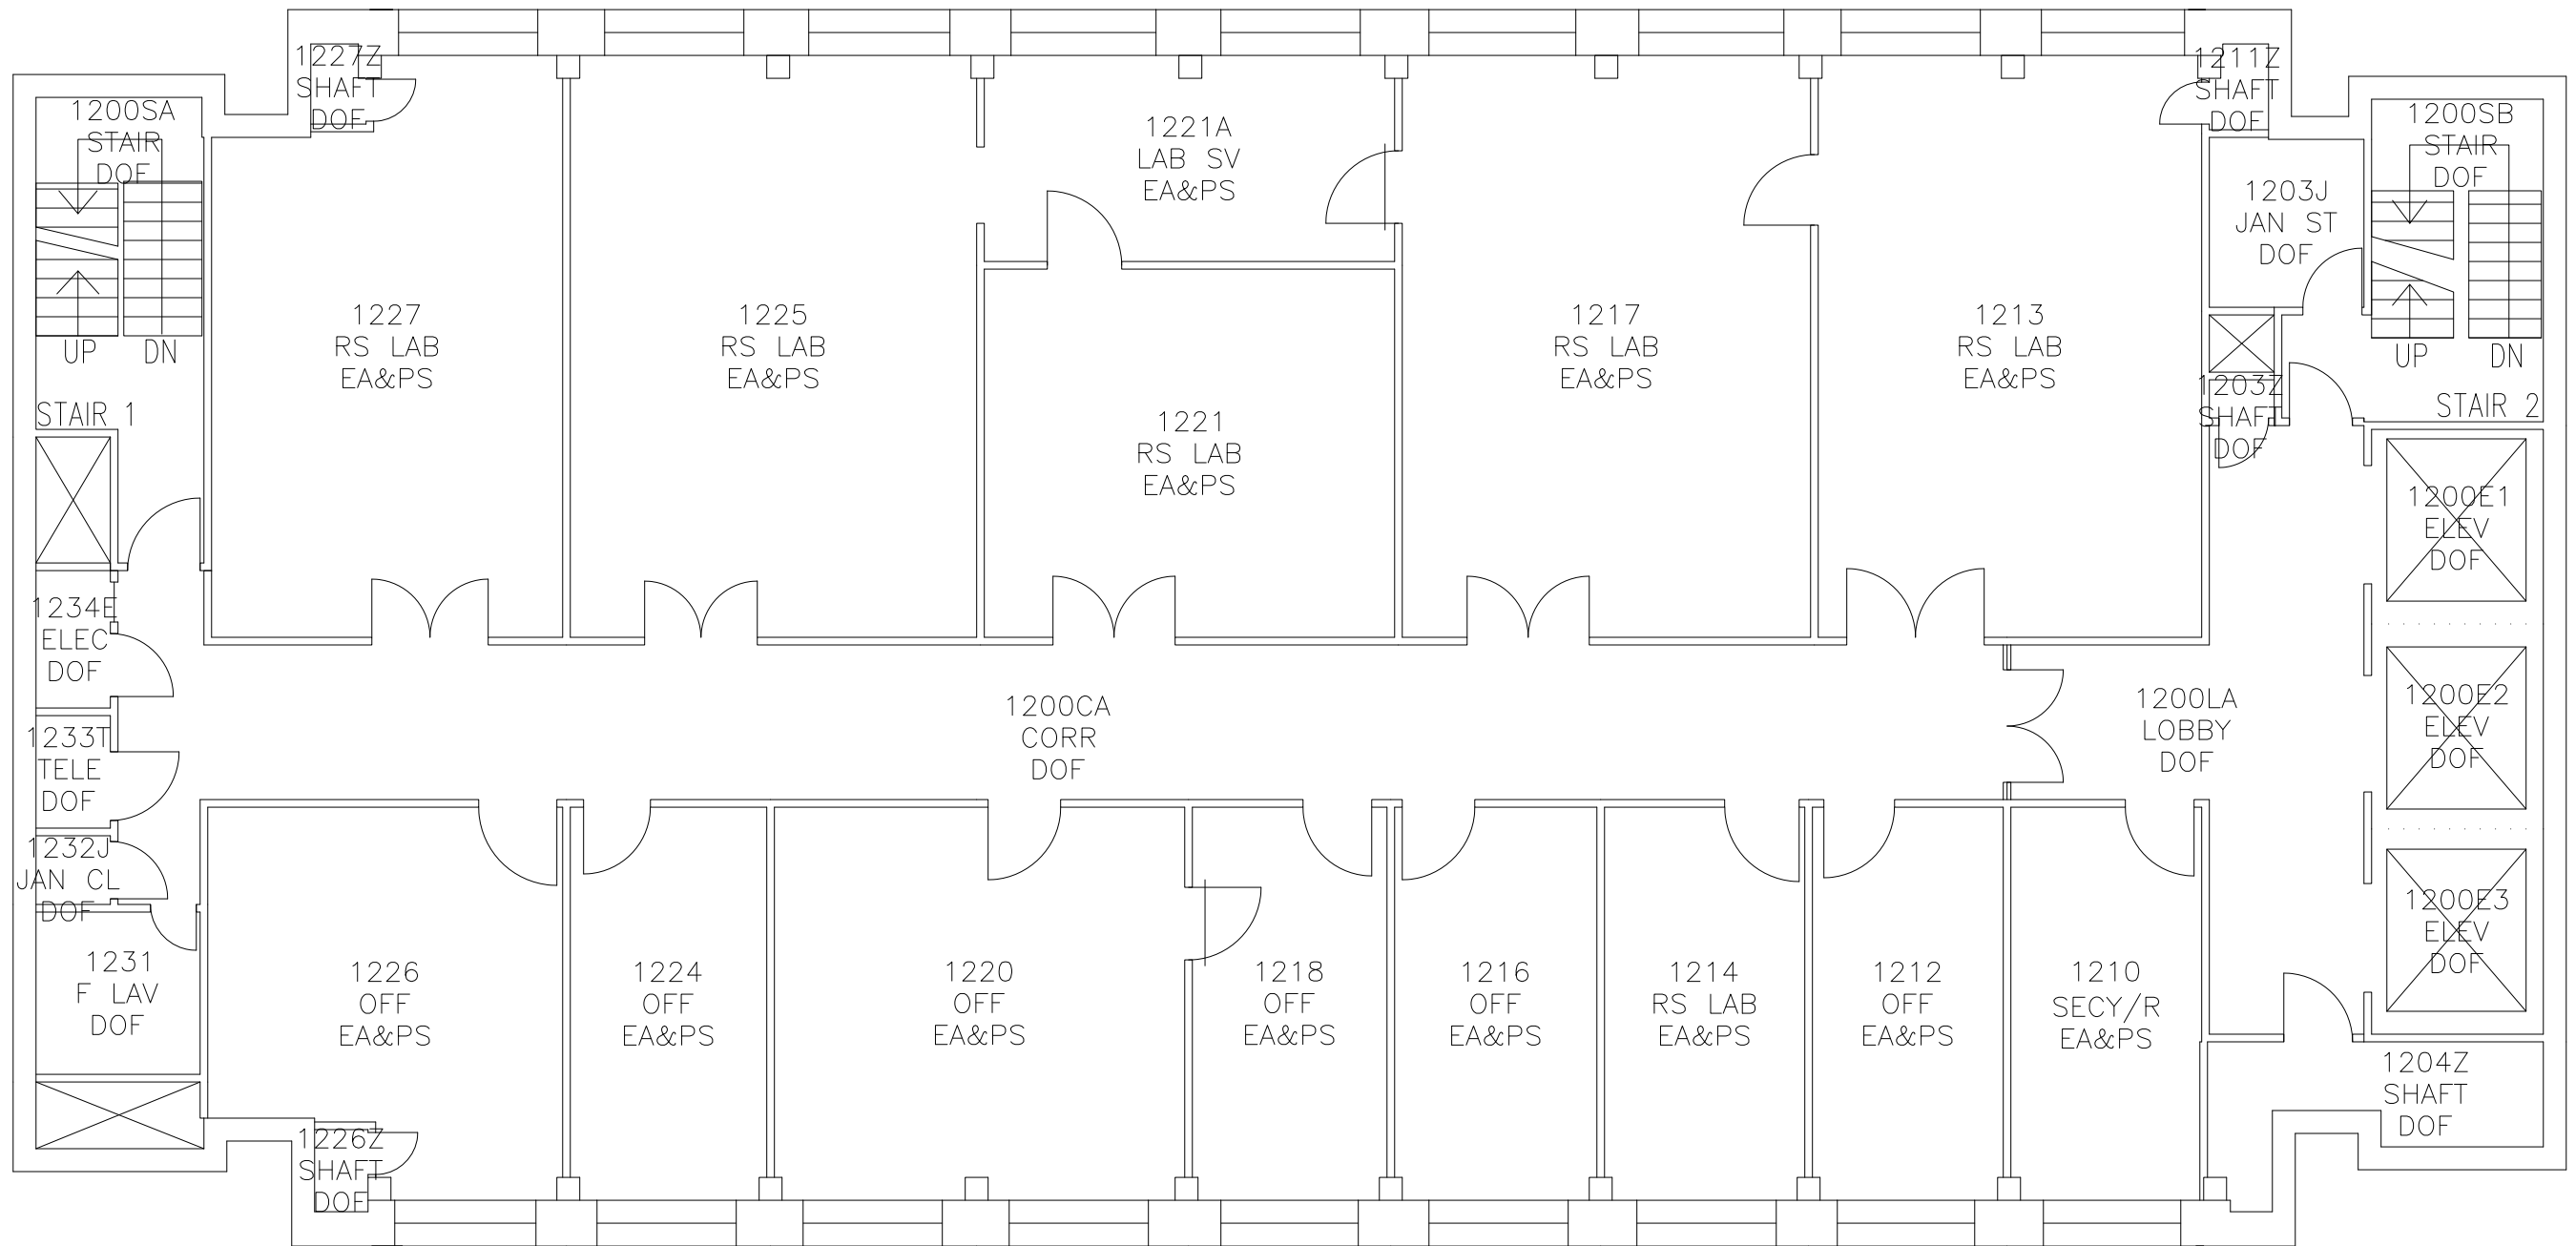 1227Z
SHAFT
DOF
1211Z
SHAFT
DOF
1200SA
STAIR
DOF
1200SB
STAIR
DOF
1221A
LAB SV
EA&PS
1203J
JAN ST
DOF
1227
RS LAB
EA&PS
1225
RS LAB
EA&PS
1217
RS LAB
EA&PS
1213
RS LAB
EA&PS
UP DN
UP DN
1203Z
SHAFT
DOF
STAIR 1
STAIR 2
1221
RS LAB
EA&PS
1200E1
ELEV
DOF
1234E
ELEC
DOF
1200CA
CORR
DOF
1200LA
LOBBY
DOF
1200E2
ELEV
DOF
1233T
TELE
DOF
1232J
JAN CL
DOF
1200E3
ELEV
DOF
1231
F LAV
DOF
1226
OFF
EA&PS
1224
OFF
EA&PS
1220
OFF
EA&PS
1218
OFF
EA&PS
1216
OFF
EA&PS
1214
RS LAB
EA&PS
1212
OFF
EA&PS
1210
SECY/R
EA&PS
1204Z
SHAFT
DOF
1226Z
SHAFT
DOF